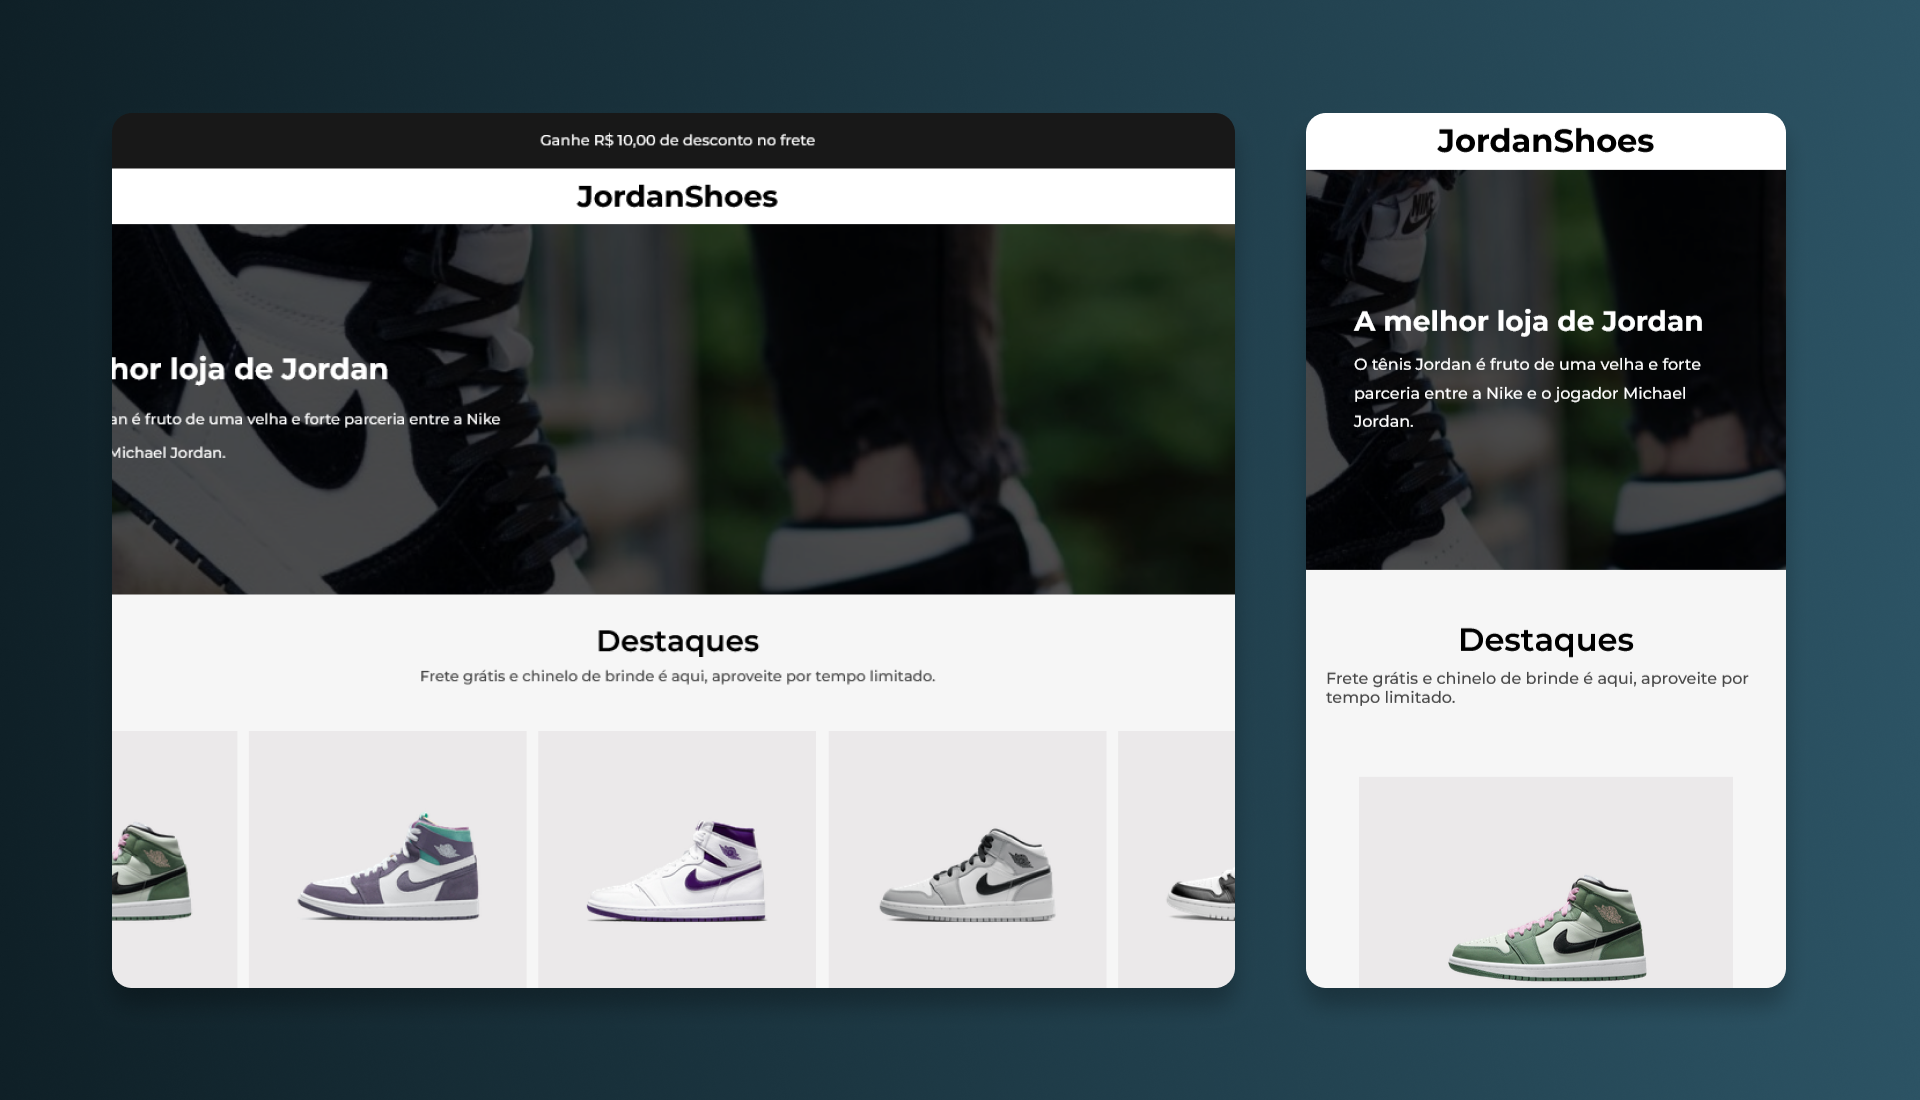 Ganhe R$ 10,00 de desconto no frete
JordanShoes
hor loja de Jordan
an é fruto de uma velha e forte parceria entre a Nike
Michael Jordan.
Destaques
Frete grátis e chinelo de brinde é aqui, aproveite por tempo limitado.
JordanShoes
NIKE
A melhor loja de Jordan
O tênis Jordan é fruto de uma velha e forte
parceria entre a Nike e o jogador Michael
Jordan.
Destaques
Frete grátis e chinelo de brinde é aqui, aproveite por
tempo limitado.